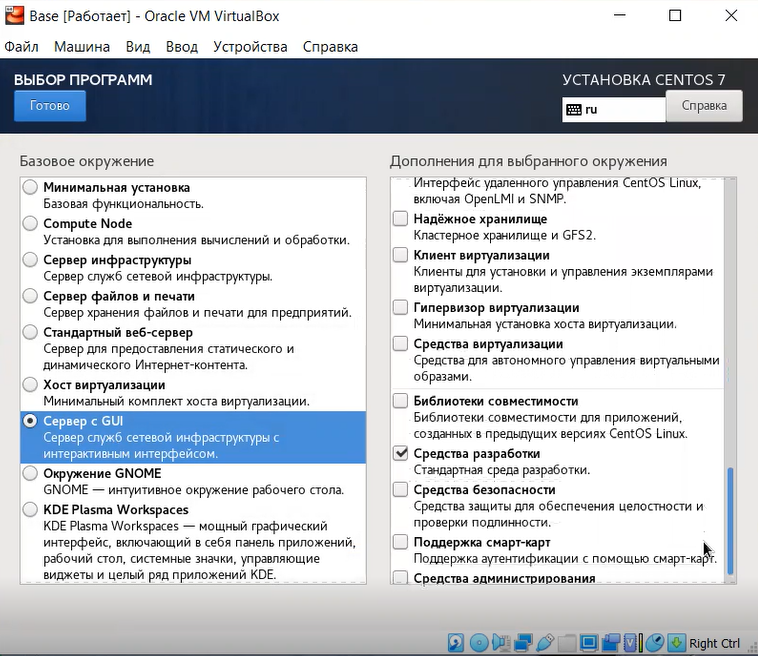 Base [Работает] - Oracle VM VirtualBox
Файл Машина Вид Ввод Устройства Справка
ВЫБОР ПРОГРАММ
УСТАНОВКА CENTOS 7
Готово
ru
Справка
Базовое окружение
Минимальная установка
Базовая функциональность.
Compute Node
Установка для выполнения вычислений и обработки.
Сервер инфраструктуры
Сервер служб сетевой инфраструктуры.
Сервер файлов и печати
Сервер хранения файлов и печати для предприятий.
Стандартный веб-сервер
Сервер для предоставления статического и
динамического Интернет-контента.
Хост виртуализации
Минимальный комплект хоста виртуализации.
Сервер с GUI
Сервер служб сетевой инфраструктуры с
интерактивным интерфейсом.
Окружение GNOME
GNOME — интуитивное окружение рабочего стола.
KDE Plasma Workspaces
KDE Plasma Workspaces — мощный графический
интерфейс, включающий в себя панель приложений,
рабочий стол, системные значки, управляющие
виджеты и целый ряд приложений KDE.
Дополнения для выбранного окружения
Интерфейс удаленного управления CentOS Linux,
включая OpenLMI и SNMP.
Надёжное хранилище
Кластерное хранилище и GFS2.
Клиент виртуализации
Клиенты для установки и управления экземплярами
виртуализации.
Гипервизор виртуализации
Минимальная установка хоста виртуализации.
Средства виртуализации
Средства для автономного управления виртуальными
образами.
Библиотеки совместимости
Библиотеки совместимости для приложений,
созданных в предыдущих версиях CentOS Linux.
Средства разработки
Стандартная среда разработки.
Средства безопасности
Средства защиты для обеспечения целостности и
проверки подлинности.
Поддержка смарт-карт
Поддержка аутентификации с помощью смарт-карт.
Средства администрирования
Right Ctrl